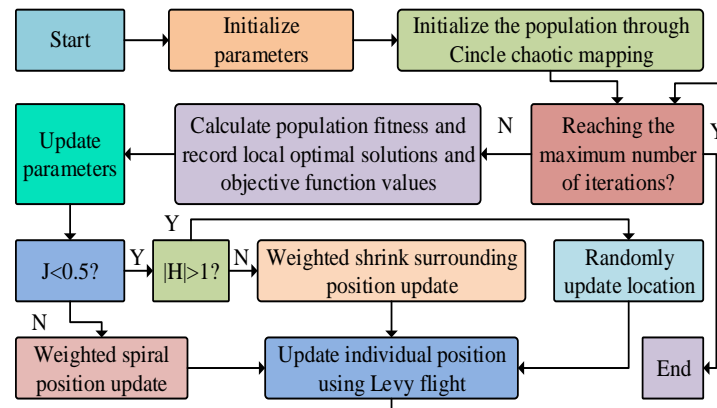 Start
Initialize
parameters
Initialize the population through
Cincle chaotic mapping
Update
parameters
Calculate population fitness and
record local optimal solutions and
objective function values
N
Reaching the
maximum number
of iterations?
Y
J<0.5?
Y
|H|>1?
Y
N
Weighted shrink surrounding
position update
Randomly
update location
N
Weighted spiral
position update
Update individual position
using Levy flight
End